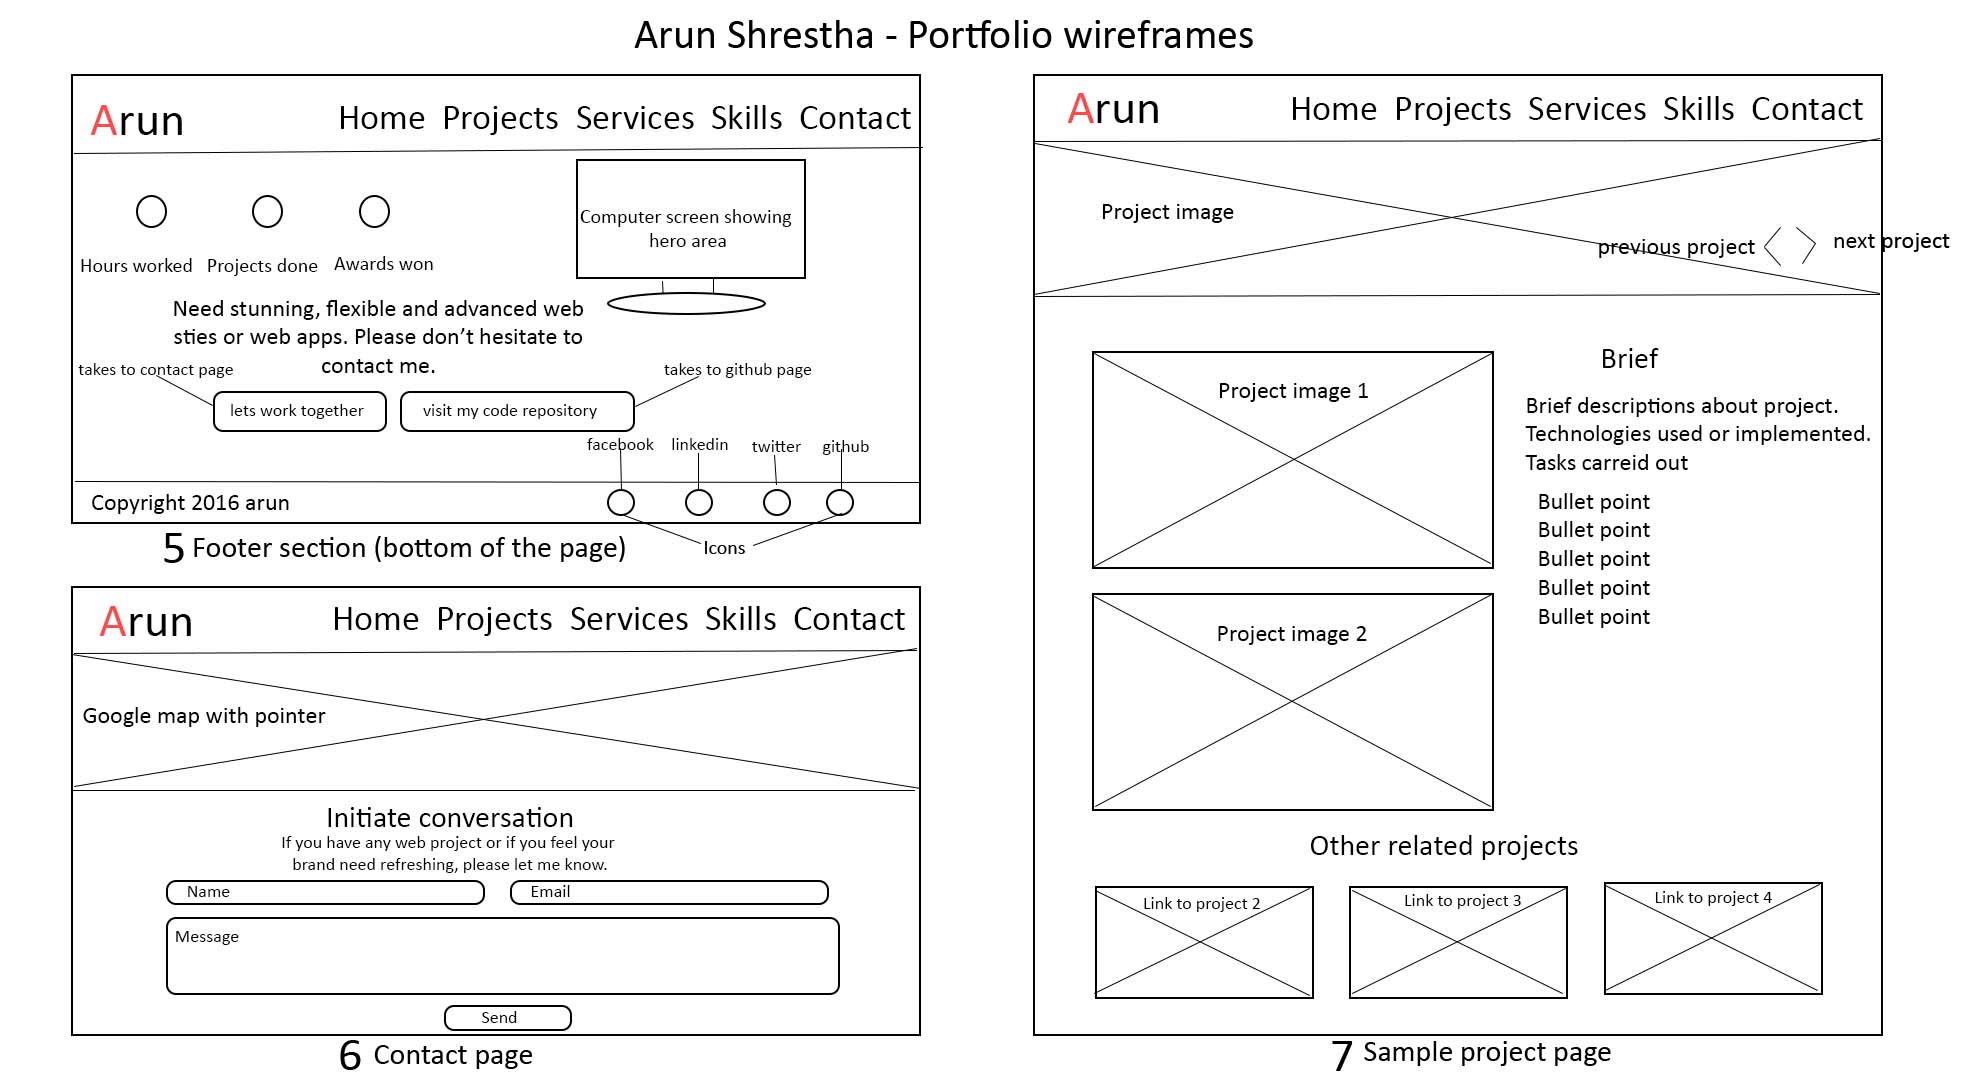 Arun Shrestha - Portfolio wireframes
Arun
Home Projects Services Skills Contact
Computer screen showing
hero area
Hours worked
Projects done
Awards won
Need stunning, flexible and advanced web
sties or web apps. Please don’t hesitate to
contact me.
takes to contact page
takes to github page
lets work together
visit my code repository
facebook
linkedin
twitter
github
Copyright 2016 arun
Icons
5 Footer section (bottom of the page)
Arun
Home Projects Services Skills Contact
Google map with pointer
Initiate conversation
If you have any web project or if you feel your
brand need refreshing, please let me know.
Name
Email
Message
Send
6 Contact page
Arun
Home Projects Services Skills Contact
Project image
previous project
next project
Project image 1
Brief
Brief descriptions about project.
Technologies used or implemented.
Tasks carreid out
Bullet point
Bullet point
Bullet point
Bullet point
Bullet point
Project image 2
Other related projects
Link to project 2
Link to project 3
Link to project 4
7 Sample project page